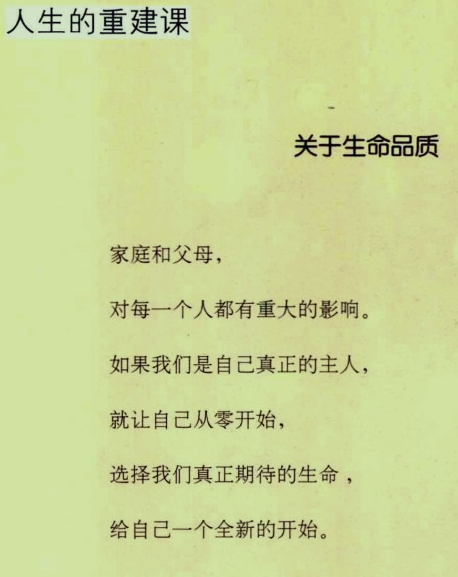 人生的重建课
关于生命品质
家庭和父母，
对每一个人都有重大的影响。
如果我们是自己真正的主人，
就让自己从零开始，
选择我们真正期待的生命，
给自己一个全新的开始。